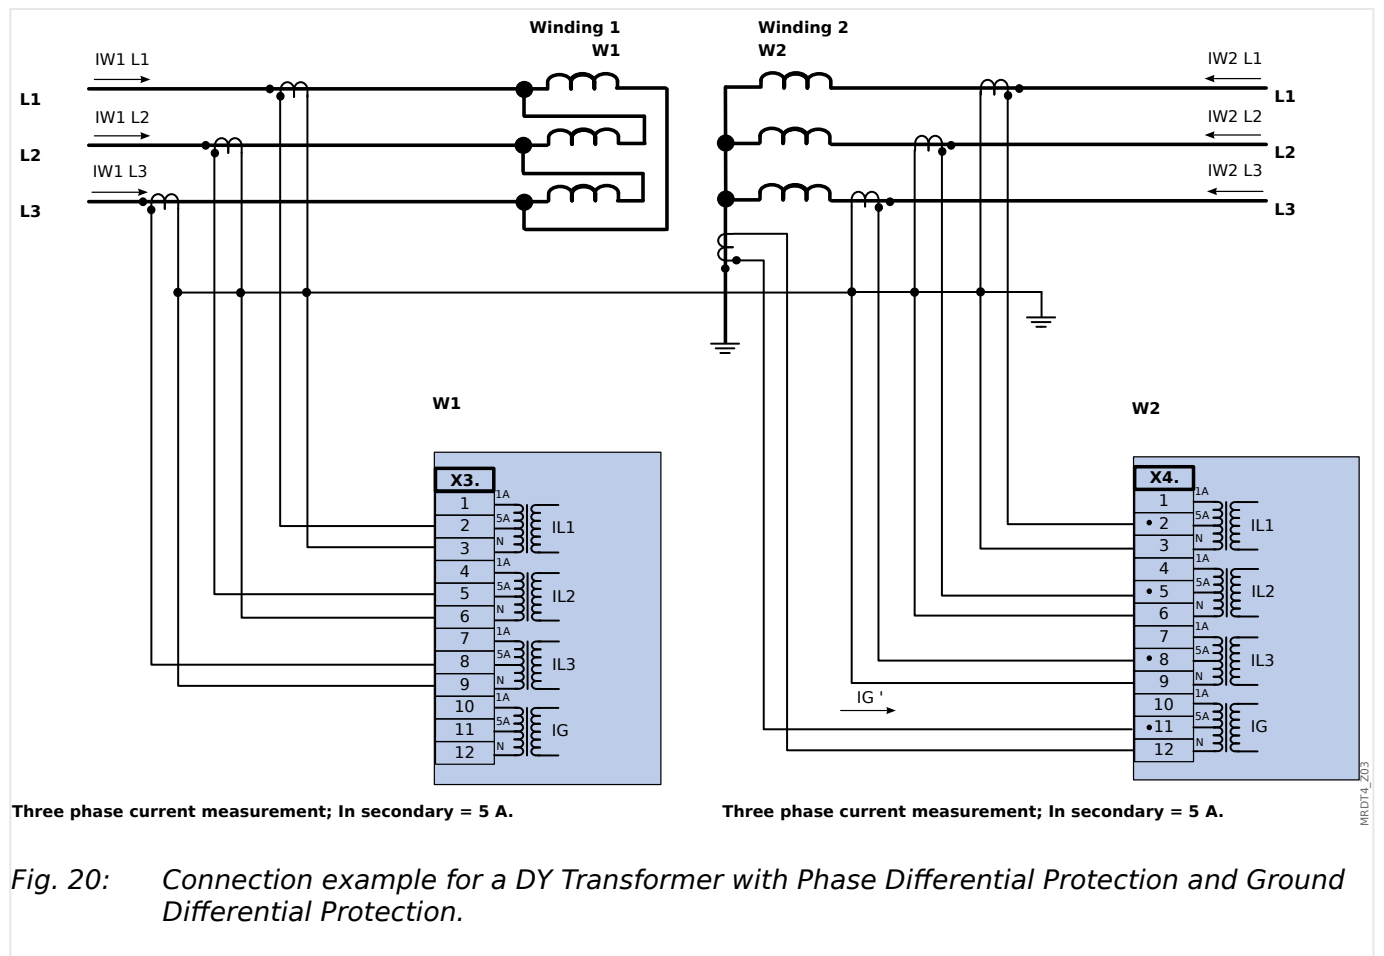 Winding 1
W1
Winding 2
W2
IW1 L1
L1
IW1 L2
L2
IW1 L3
L3
IW2 L1
L1
IW2 L2
L2
IW2 L3
L3
W1
X3.
1
1A
2
5A
IL1
3
N
4
1A
5
5A
IL2
6
N
7
1A
8
5A
IL3
9
N
10
1A
11
5A
IG
12
N
W2
X4.
1
1A
• 2
5A
IL1
3
N
4
1A
• 5
5A
IL2
6
N
7
1A
• 8
5A
IL3
9
N
10
1A
•11
5A
IG
12
N
IG '
MRDT4_Z03
Three phase current measurement; In secondary = 5 A.
Three phase current measurement; In secondary = 5 A.
Fig. 20: Connection example for a DY Transformer with Phase Differential Protection and Ground
Differential Protection.